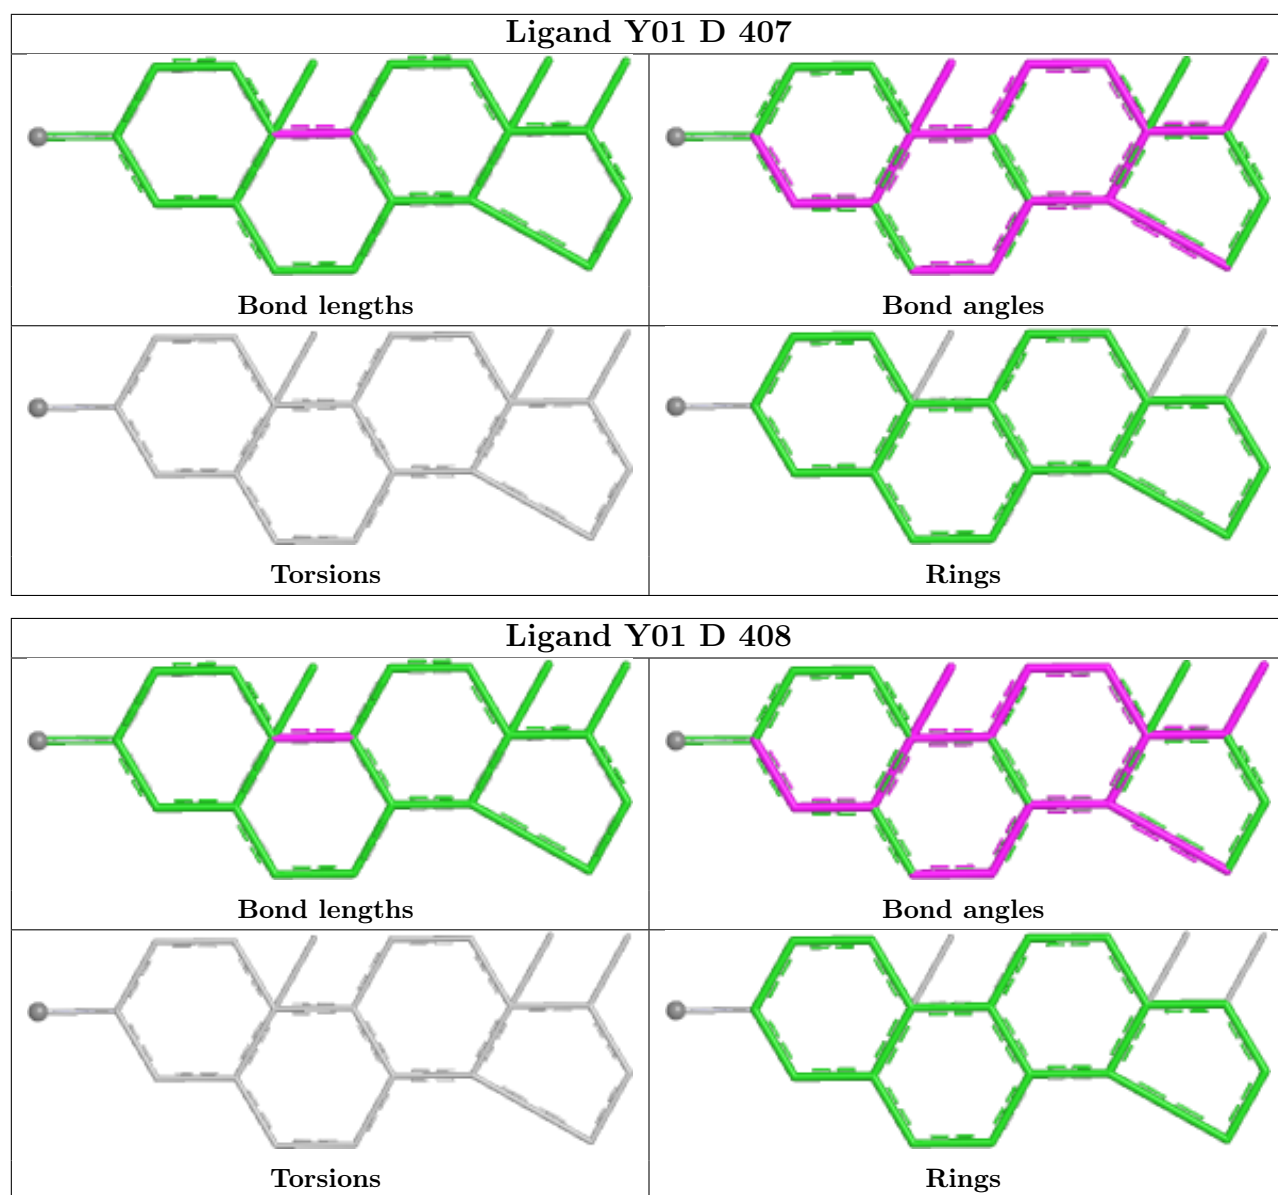 Ligand Y01 D 407
Bond lengths
Bond angles
Torsions
Rings
Ligand Y01 D 408
Bond lengths
Bond angles
Torsions
Rings